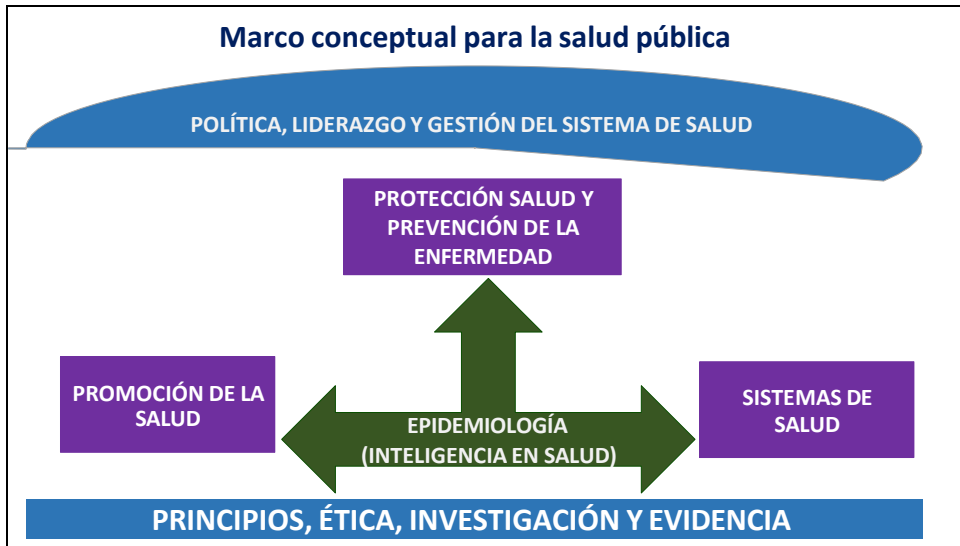 Marco conceptual para la salud pública
POLÍTICA, LIDERAZGO Y GESTIÓN DEL SISTEMA DE SALUD
PROTECCIÓN SALUD Y
PREVENCIÓN DE LA
ENFERMEDAD
PROMOCIÓN DE LA
SALUD
SISTEMAS DE
SALUD
EPIDEMIOLOGÍA
(INTELIGENCIA EN SALUD)
PRINCIPIOS, ÉTICA, INVESTIGACIÓN Y EVIDENCIA